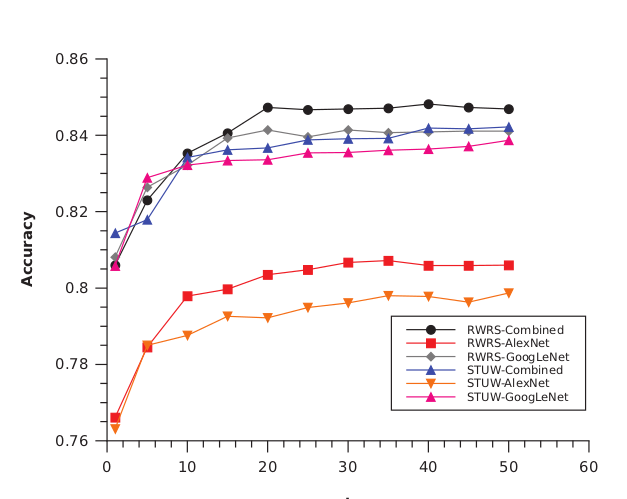 0.86
0.84
0.82
0.8
0.78
0.76
Accuracy
0 10 20 30 40 50 60
RWRS-Combined
RWRS-AlexNet
RWRS-GoogLeNet
STUW-Combined
STUW-AlexNet
STUW-GoogLeNet